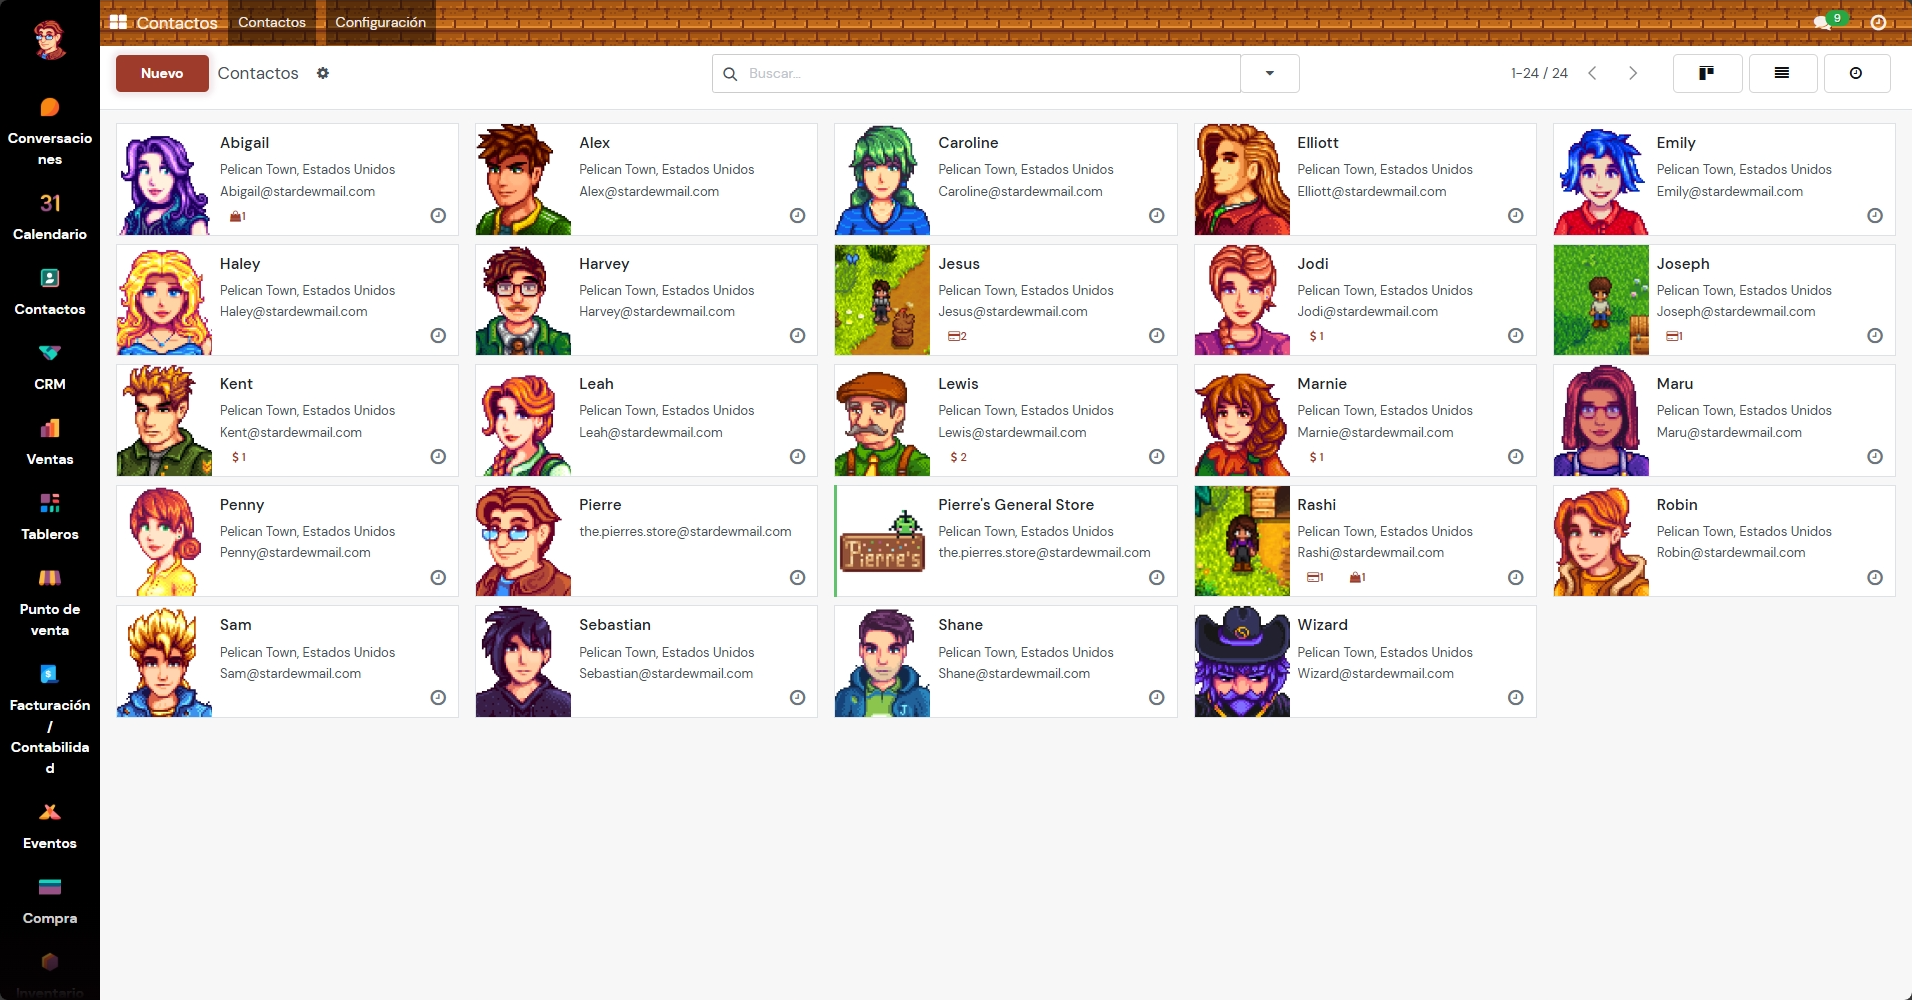 Contactos
Contactos
Configuración
9
Nuevo
Contactos
Buscar...
1-24 / 24
Conversacio
nes
31
Calendario
Contactos
CRM
Ventas
Tableros
Punto de
venta
$
Facturación
/
Contabilida
d
Eventos
Compra
Inventario
Abigail
Pelican Town, Estados Unidos
Abigail@stardewmail.com
1
Alex
Pelican Town, Estados Unidos
Alex@stardewmail.com
Caroline
Pelican Town, Estados Unidos
Caroline@stardewmail.com
Elliott
Pelican Town, Estados Unidos
Elliott@stardewmail.com
Emily
Pelican Town, Estados Unidos
Emily@stardewmail.com
Haley
Pelican Town, Estados Unidos
Haley@stardewmail.com
Harvey
Pelican Town, Estados Unidos
Harvey@stardewmail.com
Jesus
Pelican Town, Estados Unidos
Jesus@stardewmail.com
2
Jodi
Pelican Town, Estados Unidos
Jodi@stardewmail.com
$ 1
Joseph
Pelican Town, Estados Unidos
Joseph@stardewmail.com
1
Kent
Pelican Town, Estados Unidos
Kent@stardewmail.com
$ 1
Leah
Pelican Town, Estados Unidos
Leah@stardewmail.com
Lewis
Pelican Town, Estados Unidos
Lewis@stardewmail.com
$ 2
Marnie
Pelican Town, Estados Unidos
Marnie@stardewmail.com
$ 1
Maru
Pelican Town, Estados Unidos
Maru@stardewmail.com
Penny
Pelican Town, Estados Unidos
Penny@stardewmail.com
Pierre
the.pierres.store@stardewmail.com
Pierre's
Pierre's General Store
Pelican Town, Estados Unidos
the.pierres.store@stardewmail.com
Rashi
Pelican Town, Estados Unidos
Rashi@stardewmail.com
1 1
Robin
Pelican Town, Estados Unidos
Robin@stardewmail.com
Sam
Pelican Town, Estados Unidos
Sam@stardewmail.com
Sebastian
Pelican Town, Estados Unidos
Sebastian@stardewmail.com
J
Shane
Pelican Town, Estados Unidos
Shane@stardewmail.com
Wizard
Pelican Town, Estados Unidos
Wizard@stardewmail.com